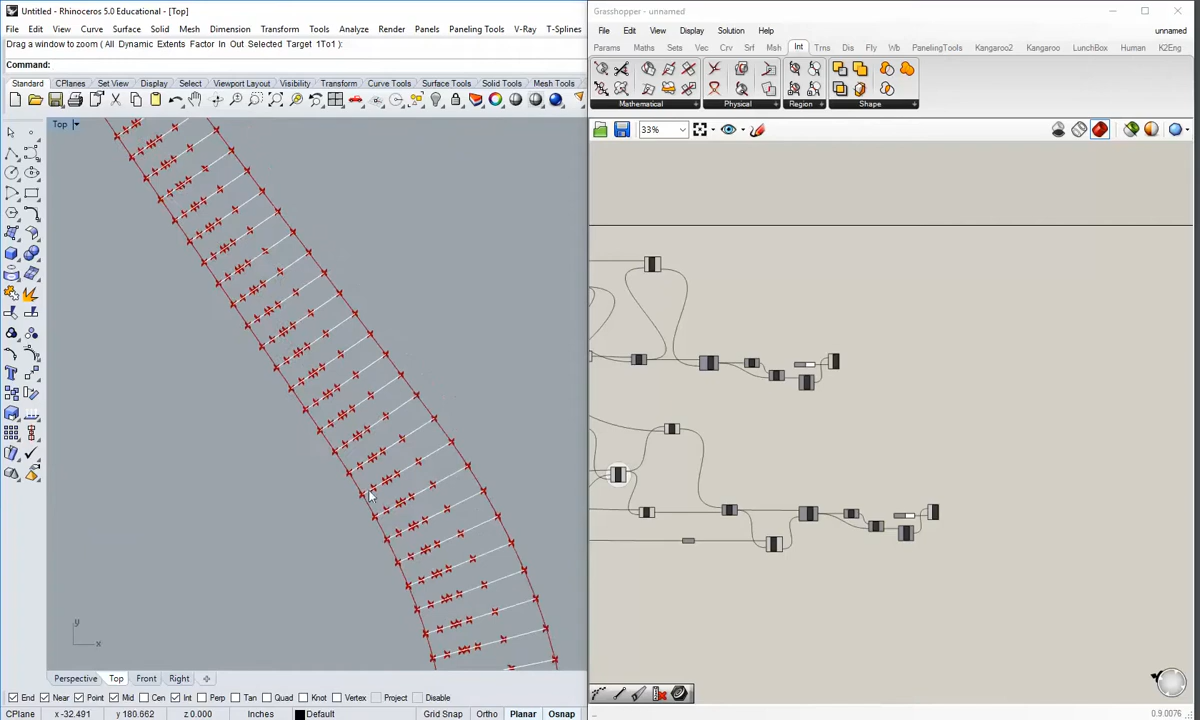 Untitled - Rhinoceros 5.0 Educational - [Top]
File Edit View Curve Surface Solid Mesh Dimension Transform Tools Analyze Render Panels Paneling Tools V-Ray T-Splines
Drag a window to zoom ( All Dynamic Extents Factor In Out Selected Target 1To1 ):
Command:
Standard CPlanes Set View Display Select Viewport Layout Visibility Transform Curve Tools Surface Tools Solid Tools Mesh Tools
Top
y
x
Perspective Top Front Right
End Near Point Mid Cen Int Perp Tan Quad Knot Vertex Project Disable
CPlane x -32.491 y 180.662 z 0.000 Inches Default Grid Snap Ortho Planar Osnap
Grasshopper - unnamed
File Edit View Display Solution Help unnamed
Params Maths Sets Vec Crv Srf Msh Int Trns Dis Fly Wb PanelingTools Kangaroo2 Kangaroo LunchBox Human K2Eng
Mathematical Physical Region Shape
33%
0.9.0076